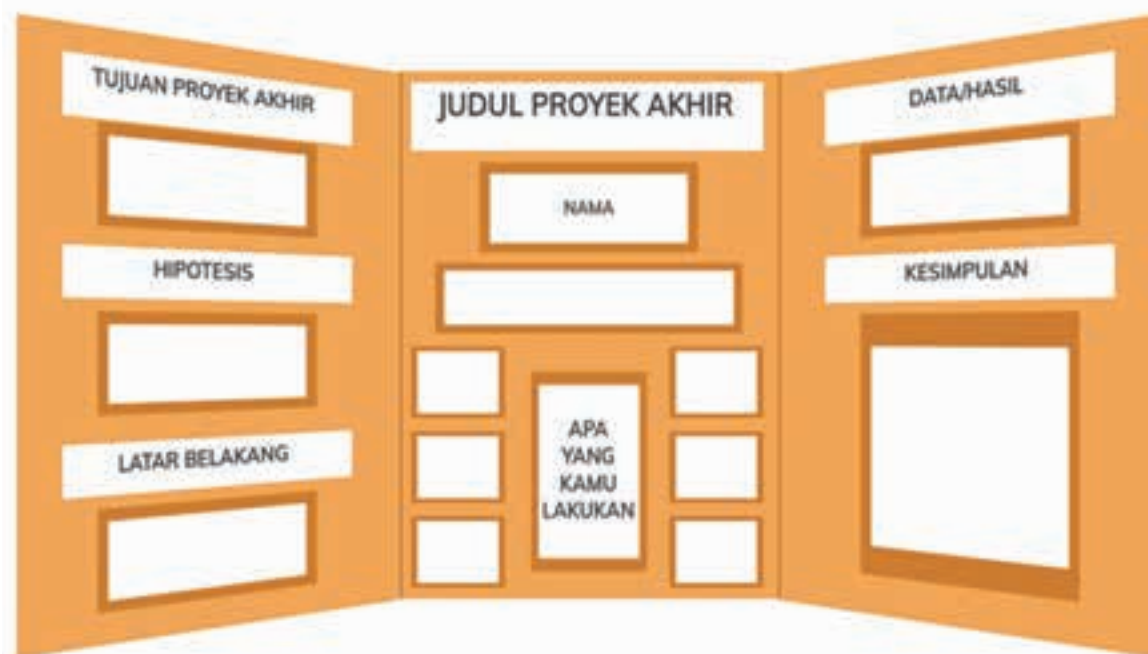 TUJUAN PROYEK AKHIR
HIPOTESIS
LATAR BELAKANG
JUDUL PROYEK AKHIR
NAMA
APA
YANG
KAMU
LAKUKAN
DATA/HASIL
KESIMPULAN